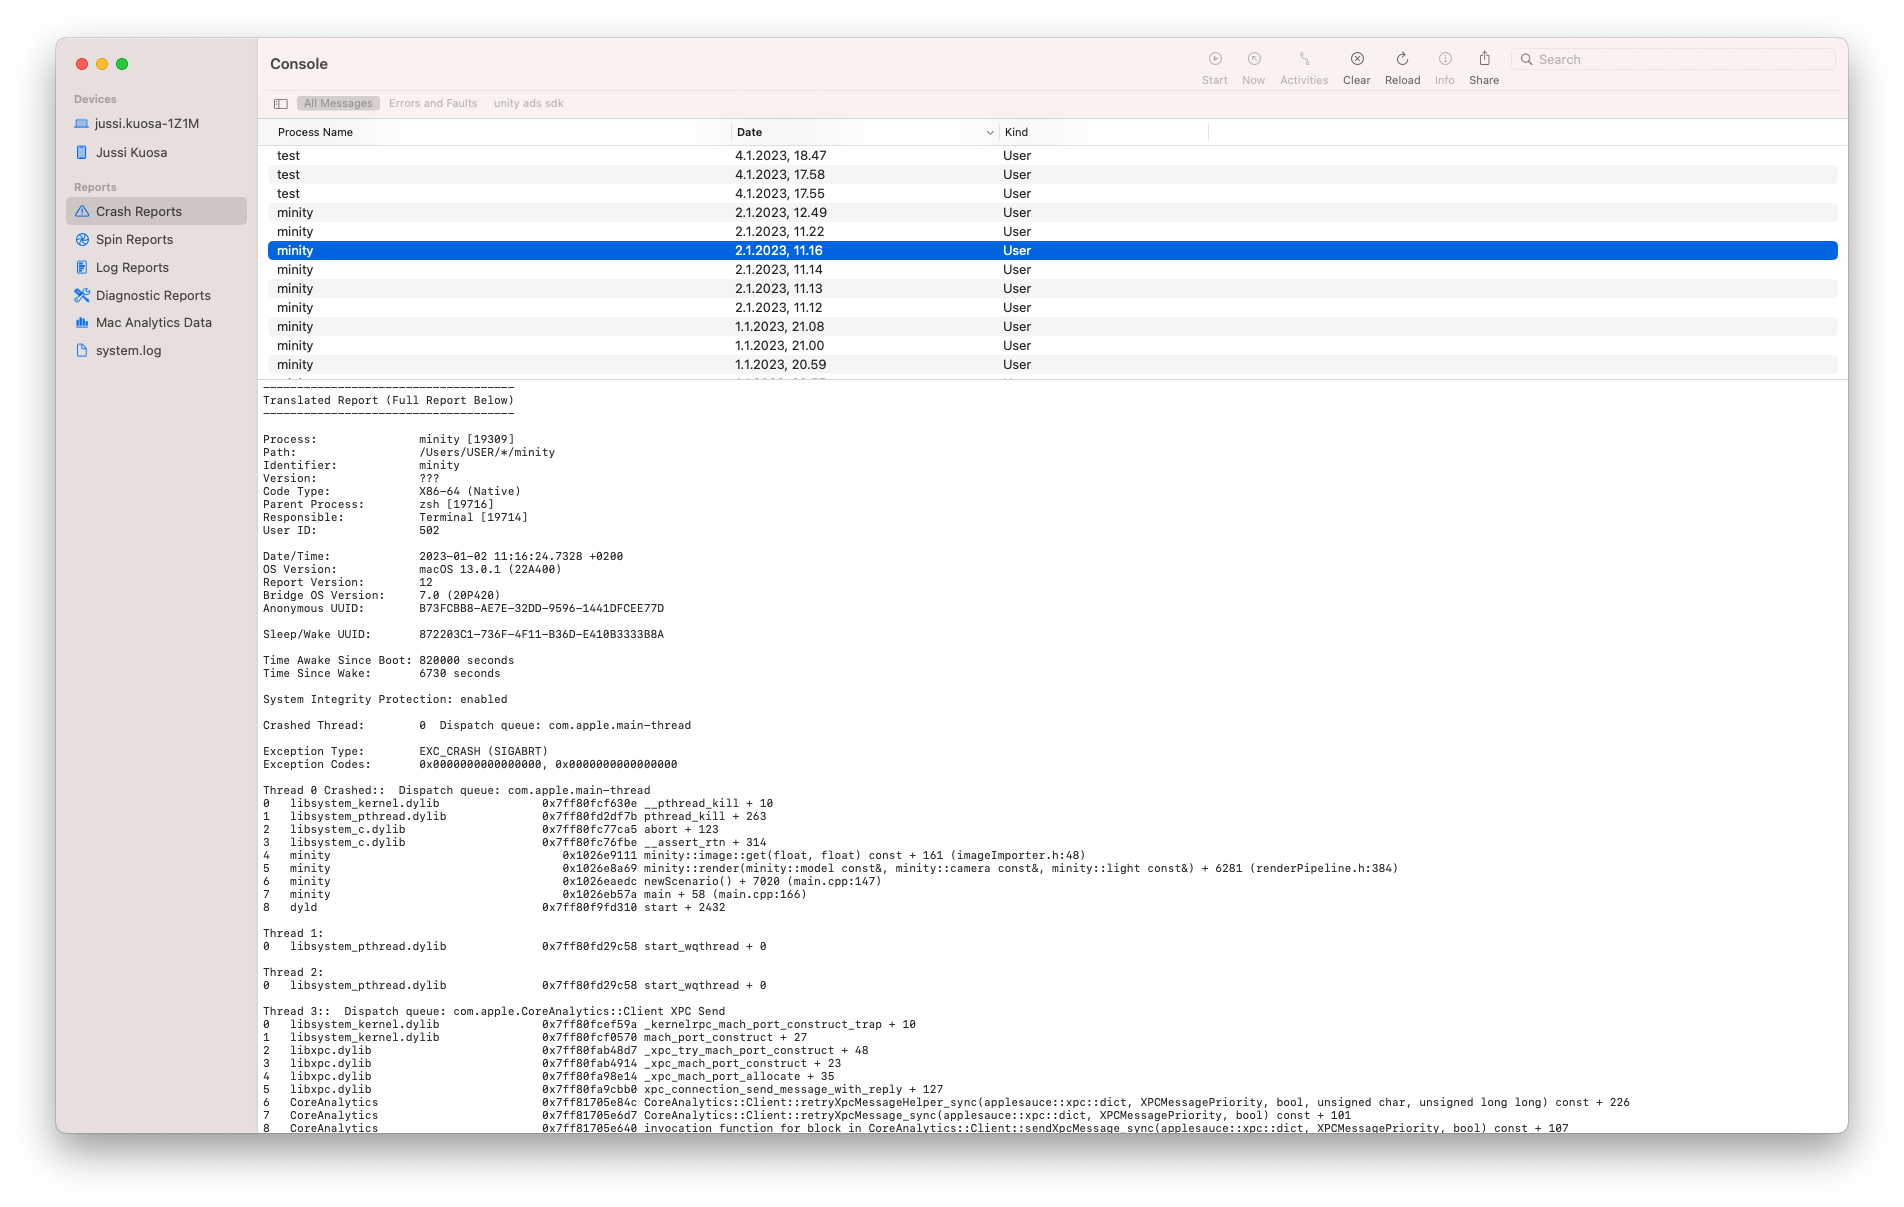 Console
Start Now Activities Clear Reload Info Share
Search
All Messages Errors and Faults unity ads sdk
Devices
jussi.kuosa-1Z1M
Jussi Kuosa
Reports
Crash Reports
Spin Reports
Log Reports
Diagnostic Reports
Mac Analytics Data
system.log
Process Name Date Kind
test 4.1.2023, 18.47 User
test 4.1.2023, 17.58 User
test 4.1.2023, 17.55 User
minity 2.1.2023, 12.49 User
minity 2.1.2023, 11.22 User
minity 2.1.2023, 11.16 User
minity 2.1.2023, 11.14 User
minity 2.1.2023, 11.13 User
minity 2.1.2023, 11.12 User
minity 1.1.2023, 21.08 User
minity 1.1.2023, 21.00 User
minity 1.1.2023, 20.59 User
-------------------------------------
Translated Report (Full Report Below)
-------------------------------------
Process: minity [19309]
Path: /Users/USER/*/minity
Identifier: minity
Version: ???
Code Type: X86-64 (Native)
Parent Process: zsh [19716]
Responsible: Terminal [19714]
User ID: 502
Date/Time: 2023-01-02 11:16:24.7328 +0200
OS Version: macOS 13.0.1 (22A400)
Report Version: 12
Bridge OS Version: 7.0 (20P420)
Anonymous UUID: B73FCBB8-AE7E-32DD-9596-1441DFCEE77D
Sleep/Wake UUID: 872203C1-736F-4F11-B36D-E410B3333B8A
Time Awake Since Boot: 820000 seconds
Time Since Wake: 6730 seconds
System Integrity Protection: enabled
Crashed Thread: 0 Dispatch queue: com.apple.main-thread
Exception Type: EXC_CRASH (SIGABRT)
Exception Codes: 0x0000000000000000, 0x0000000000000000
Thread 0 Crashed:: Dispatch queue: com.apple.main-thread
0 libsystem_kernel.dylib 0x7ff80fcf630e __pthread_kill + 10
1 libsystem_pthread.dylib 0x7ff80fd2df7b pthread_kill + 263
2 libsystem_c.dylib 0x7ff80fc77ca5 abort + 123
3 libsystem_c.dylib 0x7ff80fc76fbe __assert_rtn + 314
4 minity 0x1026e9111 minity::image::get(float, float) const + 161 (imageImporter.h:48)
5 minity 0x1026e8a69 minity::render(minity::model const&, minity::camera const&, minity::light const&) + 6281 (renderPipeline.h:384)
6 minity 0x1026eaedc newScenario() + 7020 (main.cpp:147)
7 minity 0x1026eb57a main + 58 (main.cpp:166)
8 dyld 0x7ff80f9fd310 start + 2432
Thread 1:
0 libsystem_pthread.dylib 0x7ff80fd29c58 start_wqthread + 0
Thread 2:
0 libsystem_pthread.dylib 0x7ff80fd29c58 start_wqthread + 0
Thread 3:: Dispatch queue: com.apple.CoreAnalytics::Client XPC Send
0 libsystem_kernel.dylib 0x7ff80fcef59a _kernelrpc_mach_port_construct_trap + 10
1 libsystem_kernel.dylib 0x7ff80fcf0570 mach_port_construct + 27
2 libxpc.dylib 0x7ff80fab48d7 _xpc_try_mach_port_construct + 48
3 libxpc.dylib 0x7ff80fab4914 _xpc_mach_port_construct + 23
4 libxpc.dylib 0x7ff80fa98e14 _xpc_mach_port_allocate + 35
5 libxpc.dylib 0x7ff80fa9cbb0 xpc_connection_send_message_with_reply + 127
6 CoreAnalytics 0x7ff81705e84c CoreAnalytics::Client::retryXpcMessageHelper_sync(applesauce::xpc::dict, XPCMessagePriority, bool, unsigned char, unsigned long long) const + 226
7 CoreAnalytics 0x7ff81705e6d7 CoreAnalytics::Client::retryXpcMessage_sync(applesauce::xpc::dict, XPCMessagePriority, bool) const + 101
8 CoreAnalytics 0x7ff81705e640 invocation function for block in CoreAnalytics::Client::sendXpcMessage_sync(applesauce::xpc::dict, XPCMessagePriority, bool) const + 107